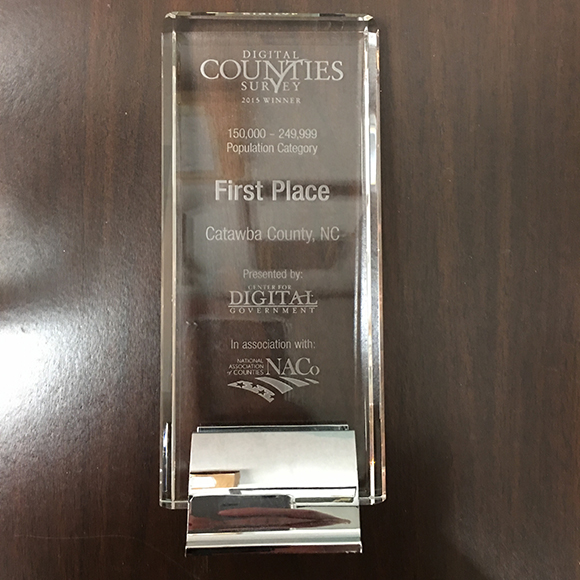 DIGITAL
COUNTIES
SURVEY
2015 WINNER
150,000 - 249,999
Population Category
First Place
Catawba County, NC
Presented by:
CENTER FOR
DIGITAL
GOVERNMENT
In association with:
NATIONAL
ASSOCIATION
of COUNTIES
NACo